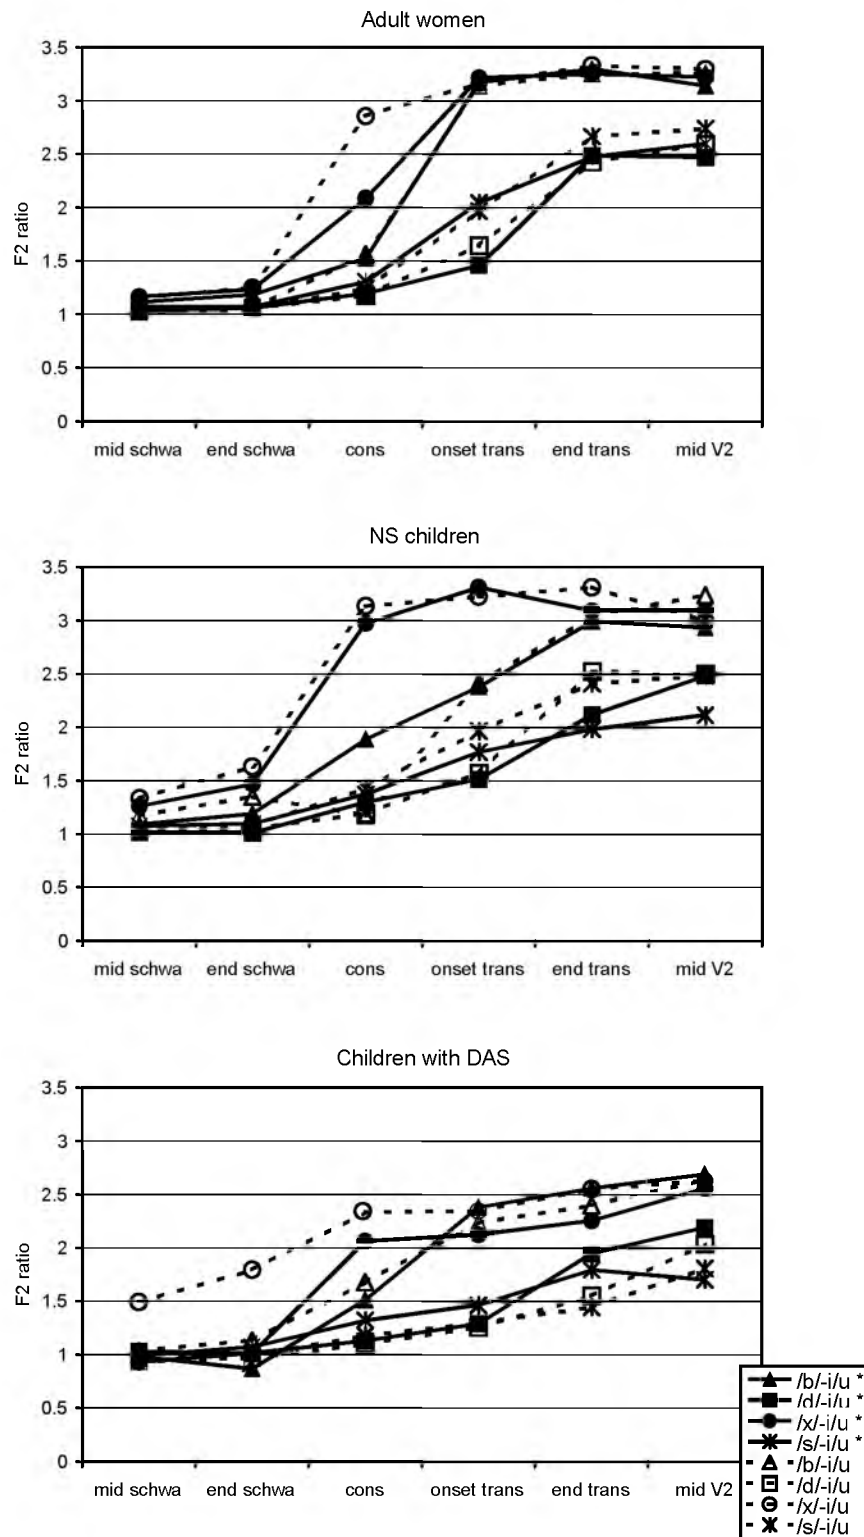 Adult women
3.5
3
2.5
2
1.5
1
0.5
0
F2 ratio
mid schwa end schwa cons onset trans end trans mid V2
NS children
3.5
3
2.5
2
1.5
1
0.5
0
F2 ratio
mid schwa end schwa cons onset trans end trans mid V2
Children with DAS
3.5
3
2.5
2
1.5
1
0.5
0
F2 ratio
mid schwa end schwa cons onset trans end trans mid V2
/b/-i/u *
/d/-i/u *
/x/-i/u *
/s/-i/u *
/b/-i/u
/d/-i/u
/x/-i/u
/s/-i/u